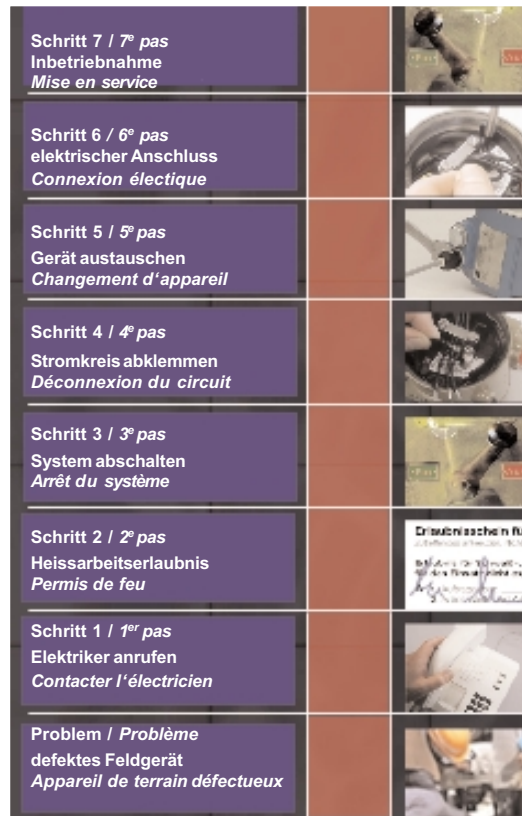 Schritt 7 / 7e pas
Inbetriebnahme
Mise en service
Schritt 6 / 6e pas
elektrischer Anschluss
Connexion électique
Schritt 5 / 5e pas
Gerät austauschen
Changement d‘appareil
Schritt 4 / 4e pas
Stromkreis abklemmen
Déconnexion du circuit
Schritt 3 / 3e pas
System abschalten
Arrêt du système
Schritt 2 / 2e pas
Heissarbeitserlaubnis
Permis de feu
Erlaubnisschein fü
Schritt 1 / 1er pas
Elektriker anrufen
Contacter l‘électricien
Problem / Problème
defektes Feldgerät
Appareil de terrain défectueux